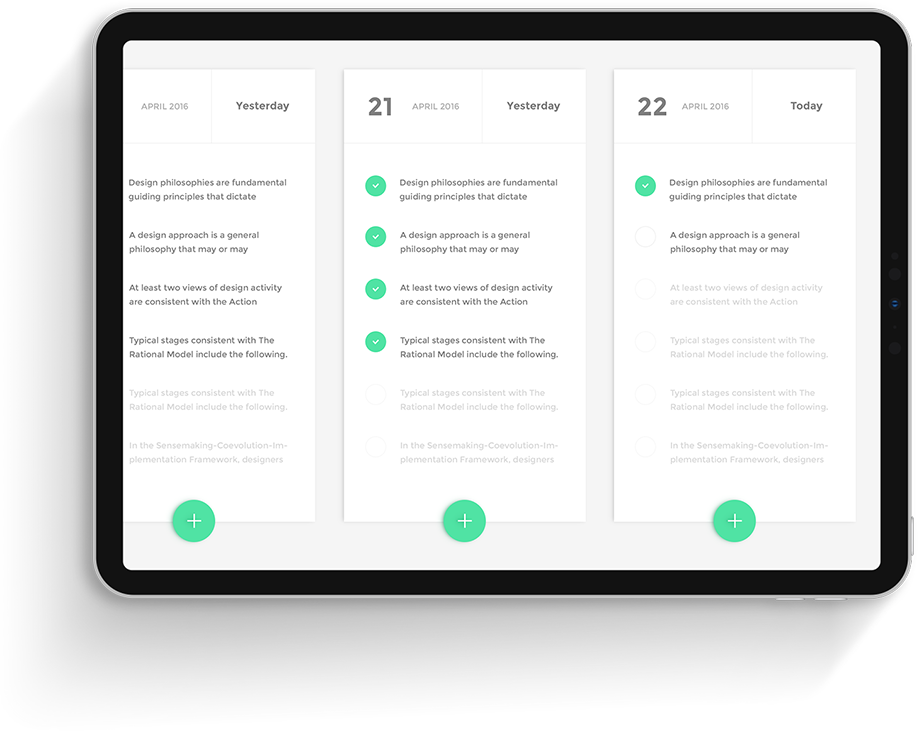 APRIL 2016
Yesterday
Design philosophies are fundamental
guiding principles that dictate
A design approach is a general
philosophy that may or may
At least two views of design activity
are consistent with the Action
Typical stages consistent with The
Rational Model include the following.
Typical stages consistent with The
Rational Model include the following.
In the Sensemaking-Coevolution-Im-
plementation Framework, designers
21
APRIL 2016
Yesterday
Design philosophies are fundamental
guiding principles that dictate
A design approach is a general
philosophy that may or may
At least two views of design activity
are consistent with the Action
Typical stages consistent with The
Rational Model include the following.
Typical stages consistent with The
Rational Model include the following.
In the Sensemaking-Coevolution-Im-
plementation Framework, designers
22
APRIL 2016
Today
Design philosophies are fundamental
guiding principles that dictate
A design approach is a general
philosophy that may or may
At least two views of design activity
are consistent with the Action
Typical stages consistent with The
Rational Model include the following.
Typical stages consistent with The
Rational Model include the following.
In the Sensemaking-Coevolution-Im-
plementation Framework, designers